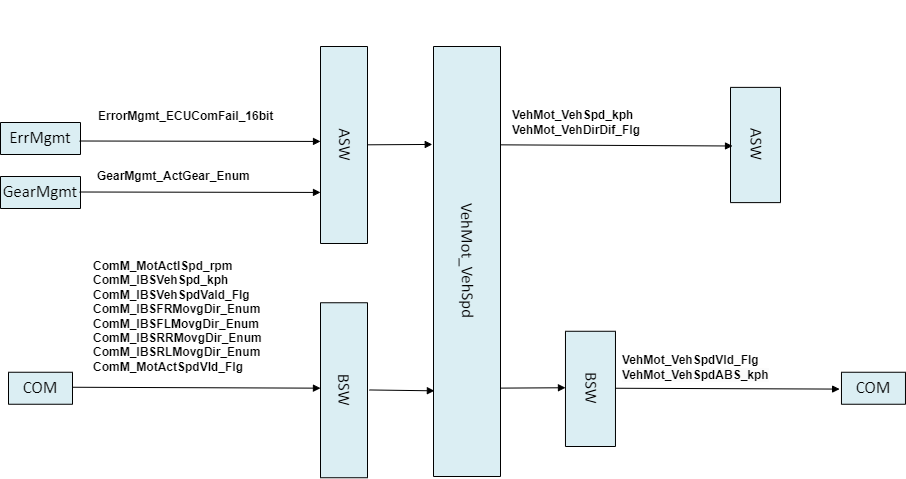 ErrMgmt
ErrorMgmt_ECUComFail_16bit
GearMgmt
GearMgmt_ActGear_Enum
ASW
VehMot_VehSpd
VehMot_VehSpd_kph
VehMot_VehDirDif_Flg
ASW
ComM_MotActlSpd_rpm
ComM_IBSVehSpd_kph
ComM_IBSVehSpdVald_Flg
ComM_IBSFRMovgDir_Enum
ComM_IBSFLMovgDir_Enum
ComM_IBSRRMovgDir_Enum
ComM_IBSRLMovgDir_Enum
ComM_MotActSpdVld_Flg
COM
BSW
BSW
VehMot_VehSpdVld_Flg
VehMot_VehSpdABS_kph
COM